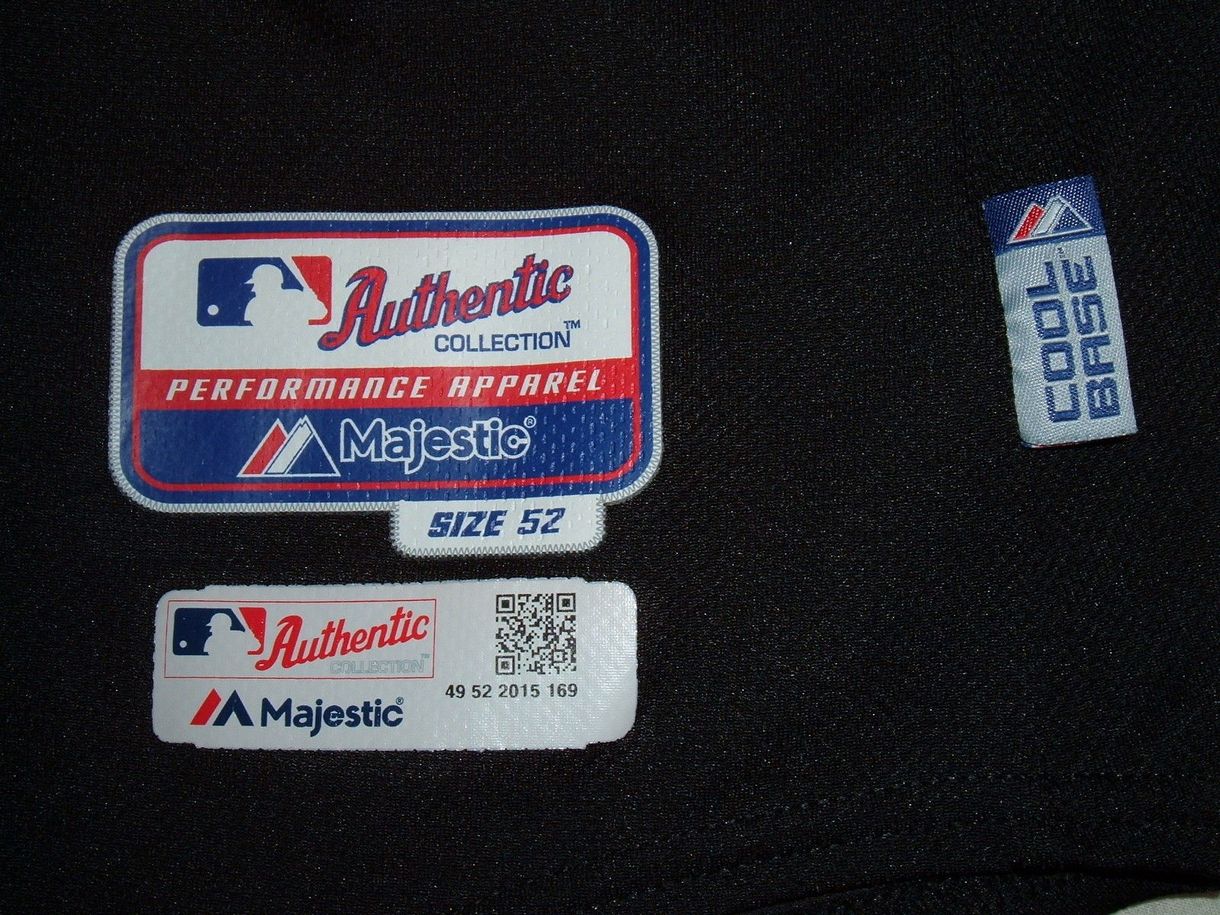 Authentic
COLLECTION™
PERFORMANCE APPAREL
Majestic®
SIZE 52
Authentic
COLLECTION™
49 52 2015 169
Majestic®
COOL
BASE